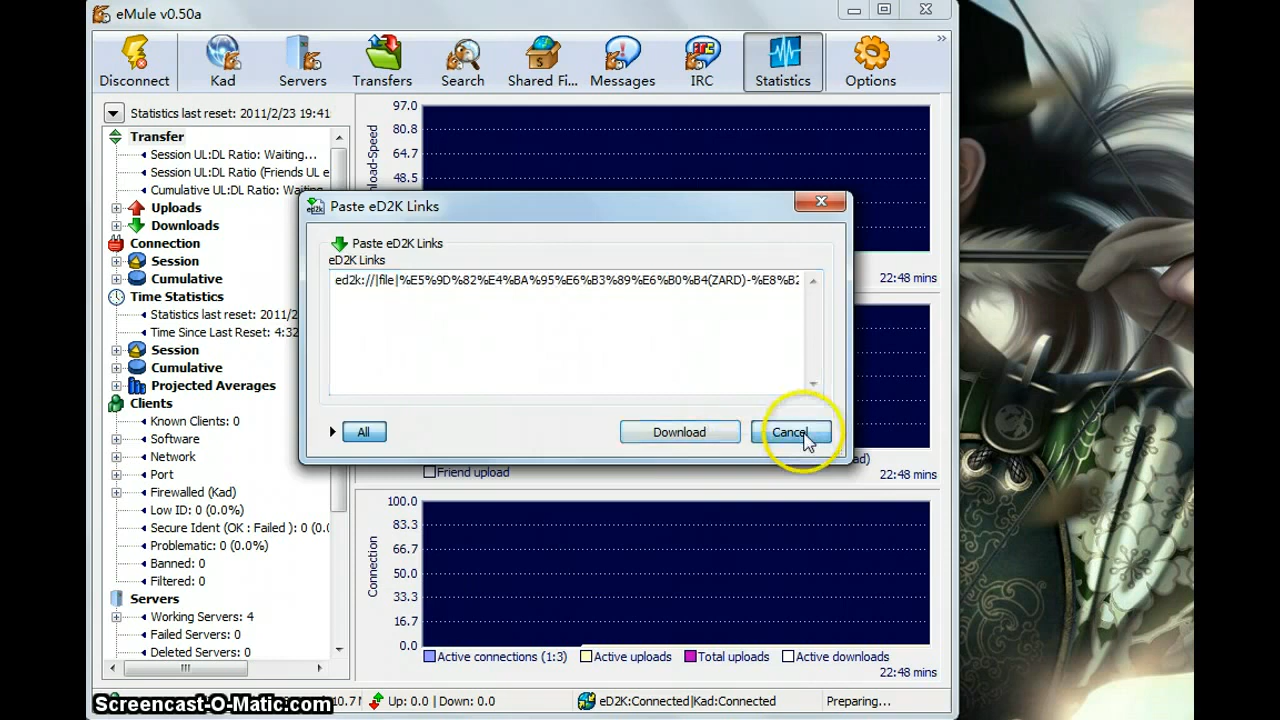 eMule v0.50a
Disconnect
Kad
Servers
Transfers
Search
Shared Fi...
Messages
IRC
Statistics
Options
»
Statistics last reset: 2011/2/23 19:41
Transfer
Session UL:DL Ratio: Waiting...
Session UL:DL Ratio (Friends UL e
Cumulative UL:DL Ratio: Waiting
Uploads
Downloads
Connection
Session
Cumulative
Time Statistics
Statistics last reset: 2011/2
Time Since Last Reset: 4:32
Session
Cumulative
Projected Averages
Clients
Known Clients: 0
Software
Network
Port
Firewalled (Kad)
Low ID: 0 (0.0%)
Secure Ident (OK : Failed ): 0 (0.0
Problematic: 0 (0.0%)
Banned: 0
Filtered: 0
Servers
Working Servers: 4
Failed Servers: 0
Deleted Servers: 0
97.0
80.8
64.7
48.5
22:48 mins
Paste eD2K Links
Paste eD2K Links
eD2K Links
ed2k://|file|%E5%9D%82%E4%BA%95%E6%B3%89%E6%B0%B4(ZARD)-%E8%B2
All
Download
Cancel
Friend upload
22:48 mins
Connection
100.0
83.3
66.7
50.0
33.3
16.7
0.0
Active connections (1:3)
Active uploads
Total uploads
Active downloads
22:48 mins
Up: 0.0 | Down: 0.0
eD2K:Connected|Kad:Connected
Preparing...
Screencast-O-Matic.com